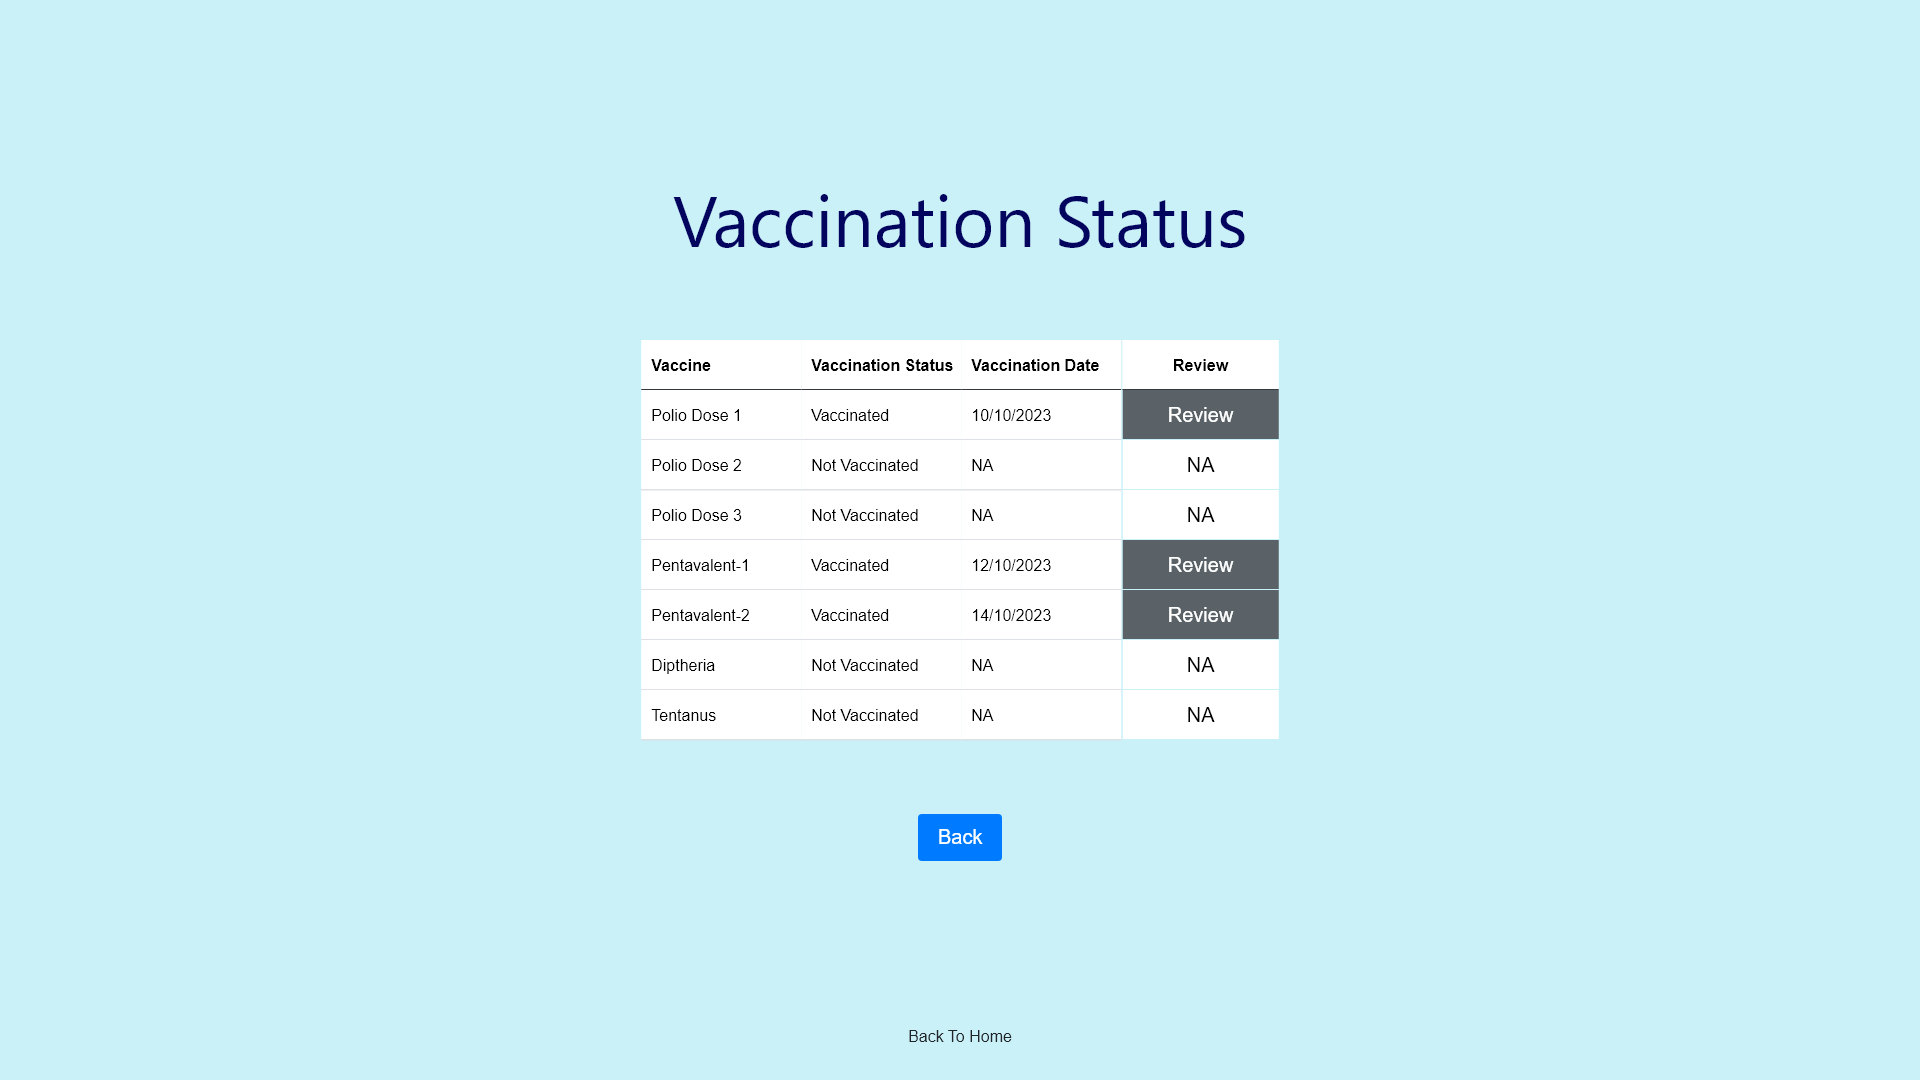 Vaccination Status
Vaccine Vaccination Status Vaccination Date Review
Polio Dose 1 Vaccinated 10/10/2023 Review
Polio Dose 2 Not Vaccinated NA NA
Polio Dose 3 Not Vaccinated NA NA
Pentavalent-1 Vaccinated 12/10/2023 Review
Pentavalent-2 Vaccinated 14/10/2023 Review
Diptheria Not Vaccinated NA NA
Tentanus Not Vaccinated NA NA
Back
Back To Home